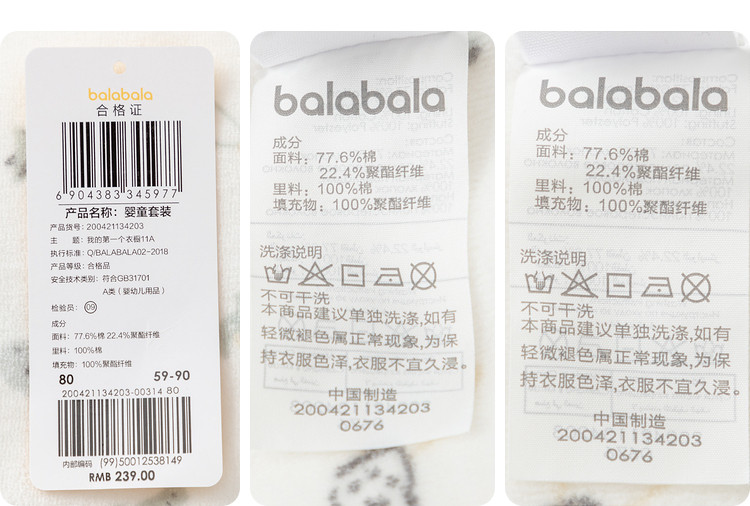 balabala
合格证
6 904383 345977
产品名称：婴童套装
产品货号：200421134203
主 题：我的第一个衣橱11A
执行标准：Q/BALABALA02-2018
产品等级：合格品
安全技术类别：符合GB31701
A类（婴幼儿用品）
检验员：09
成分
面料：77.6%棉 22.4%聚酯纤维
里料：100%棉
填充物：100%聚酯纤维
80 59-90
200421134203-00314 80
内部编码 (99)50012538149
RMB 239.00
balabala
成分
面料：77.6%棉
22.4%聚酯纤维
里料：100%棉
填充物：100%聚酯纤维
洗涤说明
不可干洗
本商品建议单独洗涤,如有
轻微褪色属正常现象,为保
持衣服色泽,衣服不宜久浸。
中国制造
200421134203
0676
balabala
成分
面料：77.6%棉
22.4%聚酯纤维
里料：100%棉
填充物：100%聚酯纤维
洗涤说明
不可干洗
本商品建议单独洗涤,如有
轻微褪色属正常现象,为保
持衣服色泽,衣服不宜久浸。
中国制造
200421134203
0676